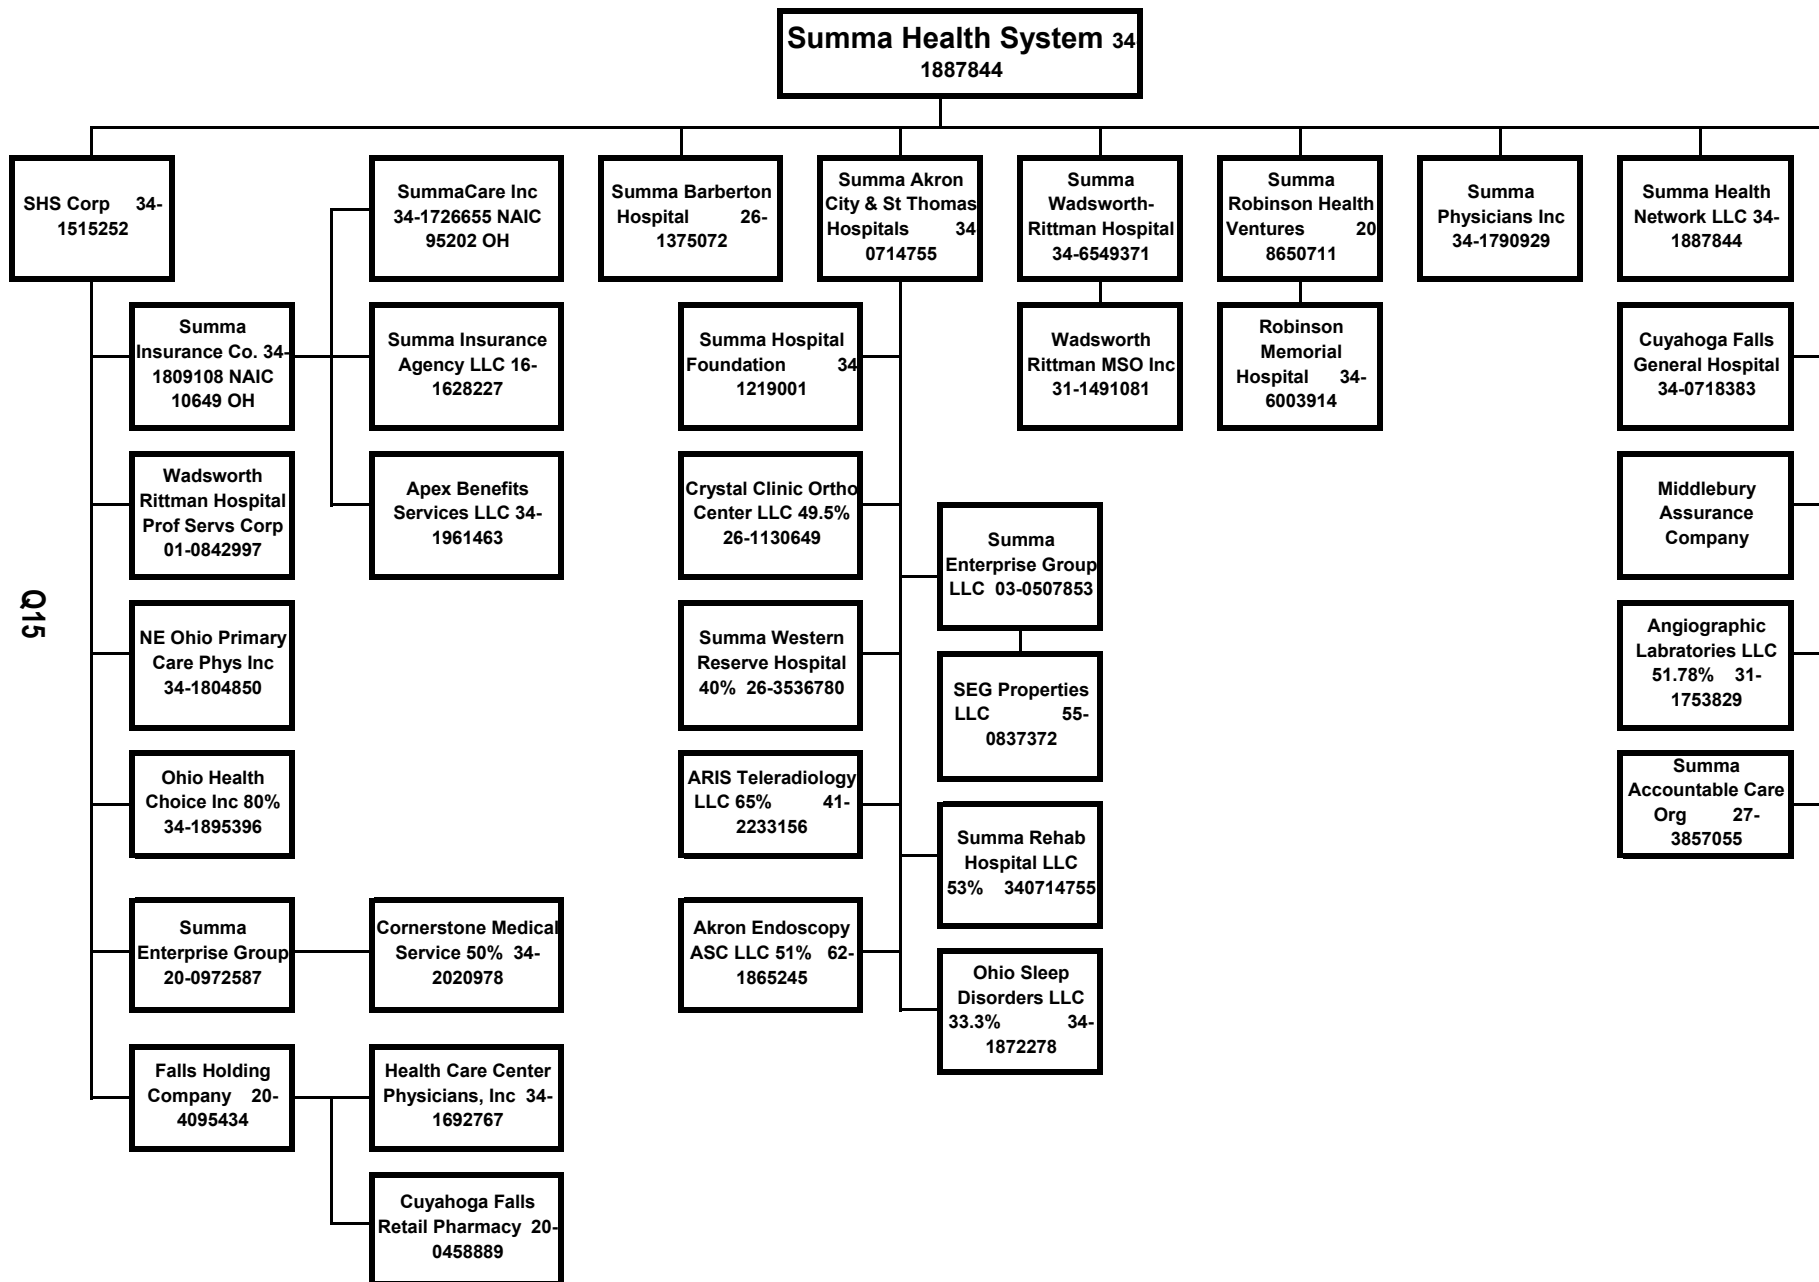 Summa Health System 34
1887844
SHS Corp 34-
1515252
SummaCare Inc
34-1726655 NAIC
95202 OH
Summa Barberton
Hospital 26-
1375072
Summa Akron
City & St Thomas
Hospitals 34
0714755
Summa
Wadsworth-
Rittman Hospital
34-6549371
Summa
Robinson Health
Ventures 20
8650711
Summa
Physicians Inc
34-1790929
Summa Health
Network LLC 34-
1887844
Summa
Insurance Co. 34-
1809108 NAIC
10649 OH
Summa Insurance
Agency LLC 16-
1628227
Summa Hospital
Foundation 34
1219001
Wadsworth
Rittman MSO Inc
31-1491081
Robinson
Memorial
Hospital 34-
6003914
Cuyahoga Falls
General Hospital
34-0718383
Wadsworth
Rittman Hospital
Prof Servs Corp
01-0842997
Apex Benefits
Services LLC 34-
1961463
Crystal Clinic Ortho
Center LLC 49.5%
26-1130649
Summa
Enterprise Group
LLC 03-0507853
Middlebury
Assurance
Company
Q15
NE Ohio Primary
Care Phys Inc
34-1804850
Summa Western
Reserve Hospital
40% 26-3536780
SEG Properties
LLC 55-
0837372
Angiographic
Labratories LLC
51.78% 31-
1753829
Ohio Health
Choice Inc 80%
34-1895396
ARIS Teleradiology
LLC 65% 41-
2233156
Summa Rehab
Hospital LLC
53% 340714755
Summa
Accountable Care
Org 27-
3857055
Summa
Enterprise Group
20-0972587
Cornerstone Medical
Service 50% 34-
2020978
Akron Endoscopy
ASC LLC 51% 62-
1865245
Ohio Sleep
Disorders LLC
33.3% 34-
1872278
Falls Holding
Company 20-
4095434
Health Care Center
Physicians, Inc 34-
1692767
Cuyahoga Falls
Retail Pharmacy 20-
0458889